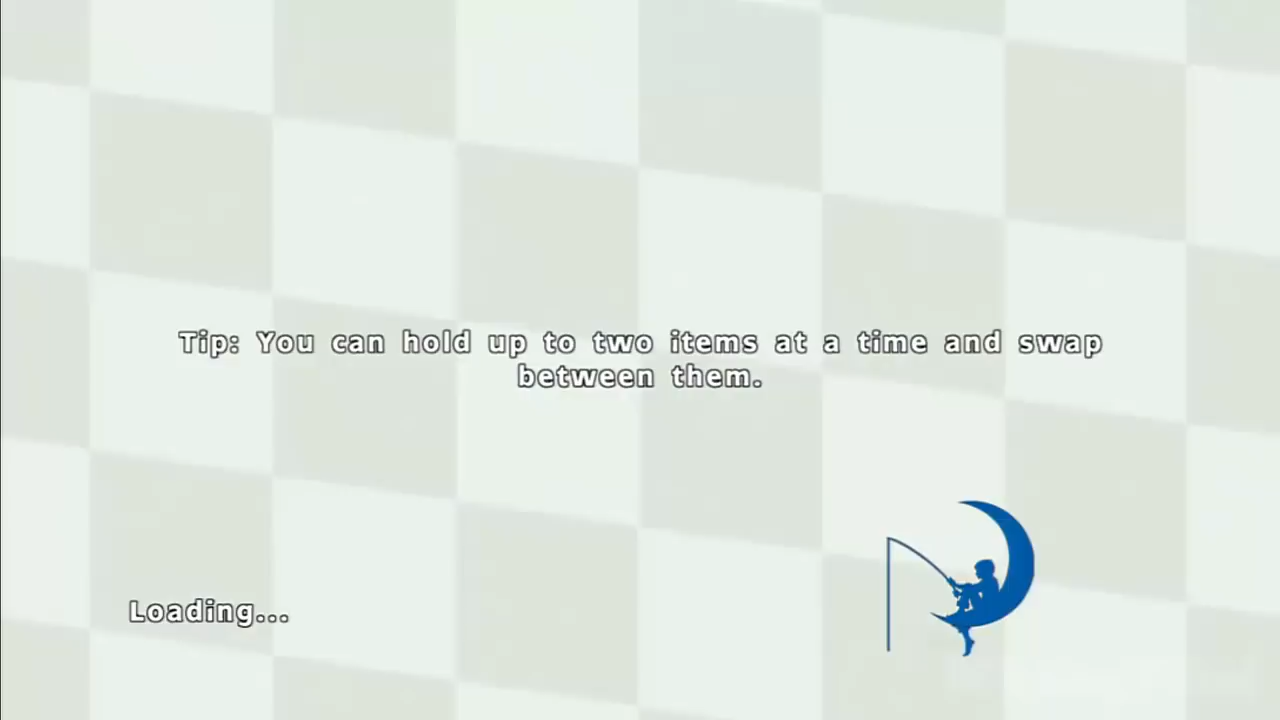 Tip: You can hold up to two items at a time and swap
between them.
Loading...